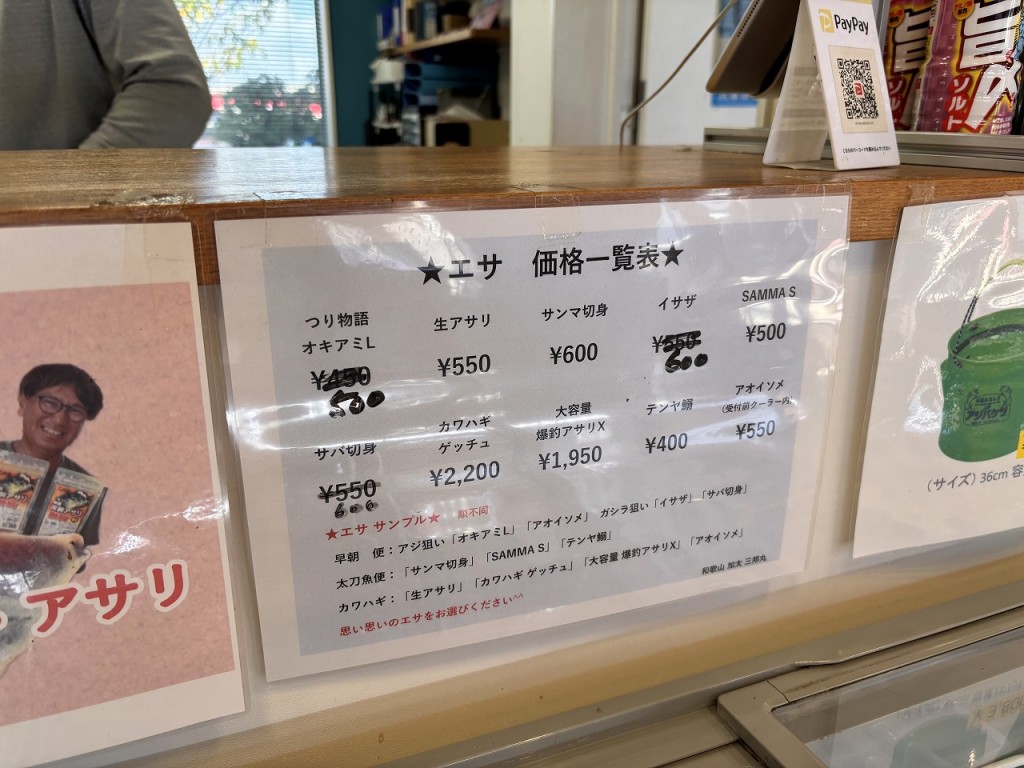 PayPay
ソルト
★エサ 価格一覧表★
つり物語
オキアミL
¥450
500
生アサリ
¥550
サンマ切身
¥600
イサザ
¥550
600
SAMMA S
¥500
サバ切身
¥550
600
カワハギ
ゲッチュ
¥2,200
大容量
爆釣アサリX
¥1,950
テンヤ鰯
¥400
アオイソメ
(受付前クーラー内)
¥550
★エサ サンプル★ 順不同
早朝 便：アジ狙い「オキアミL」「アオイソメ」 ガシラ狙い「イサザ」「サバ切身」
太刀魚便：「サンマ切身」「SAMMA S」「テンヤ鰯」
カワハギ：「生アサリ」「カワハギ ゲッチュ」「大容量 爆釣アサリX」「アオイソメ」
思い思いのエサをお選びください^^
和歌山 加太 三邦丸
アサリ
アジバケツ
(サイズ) 36cm 容